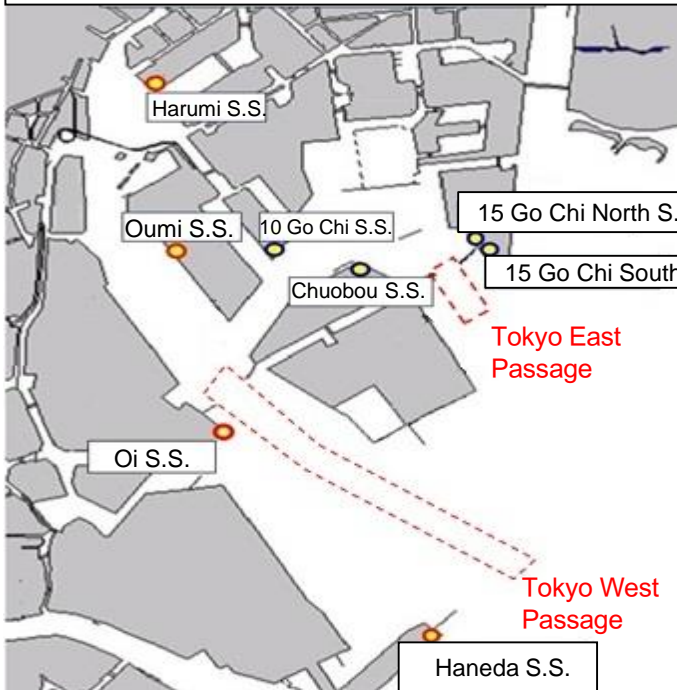 Harumi S.S.
Oumi S.S.
10 Go Chi S.S.
15 Go Chi North S.
Chuobou S.S.
15 Go Chi South
Tokyo East
Passage
Oi S.S.
Tokyo West
Passage
Haneda S.S.